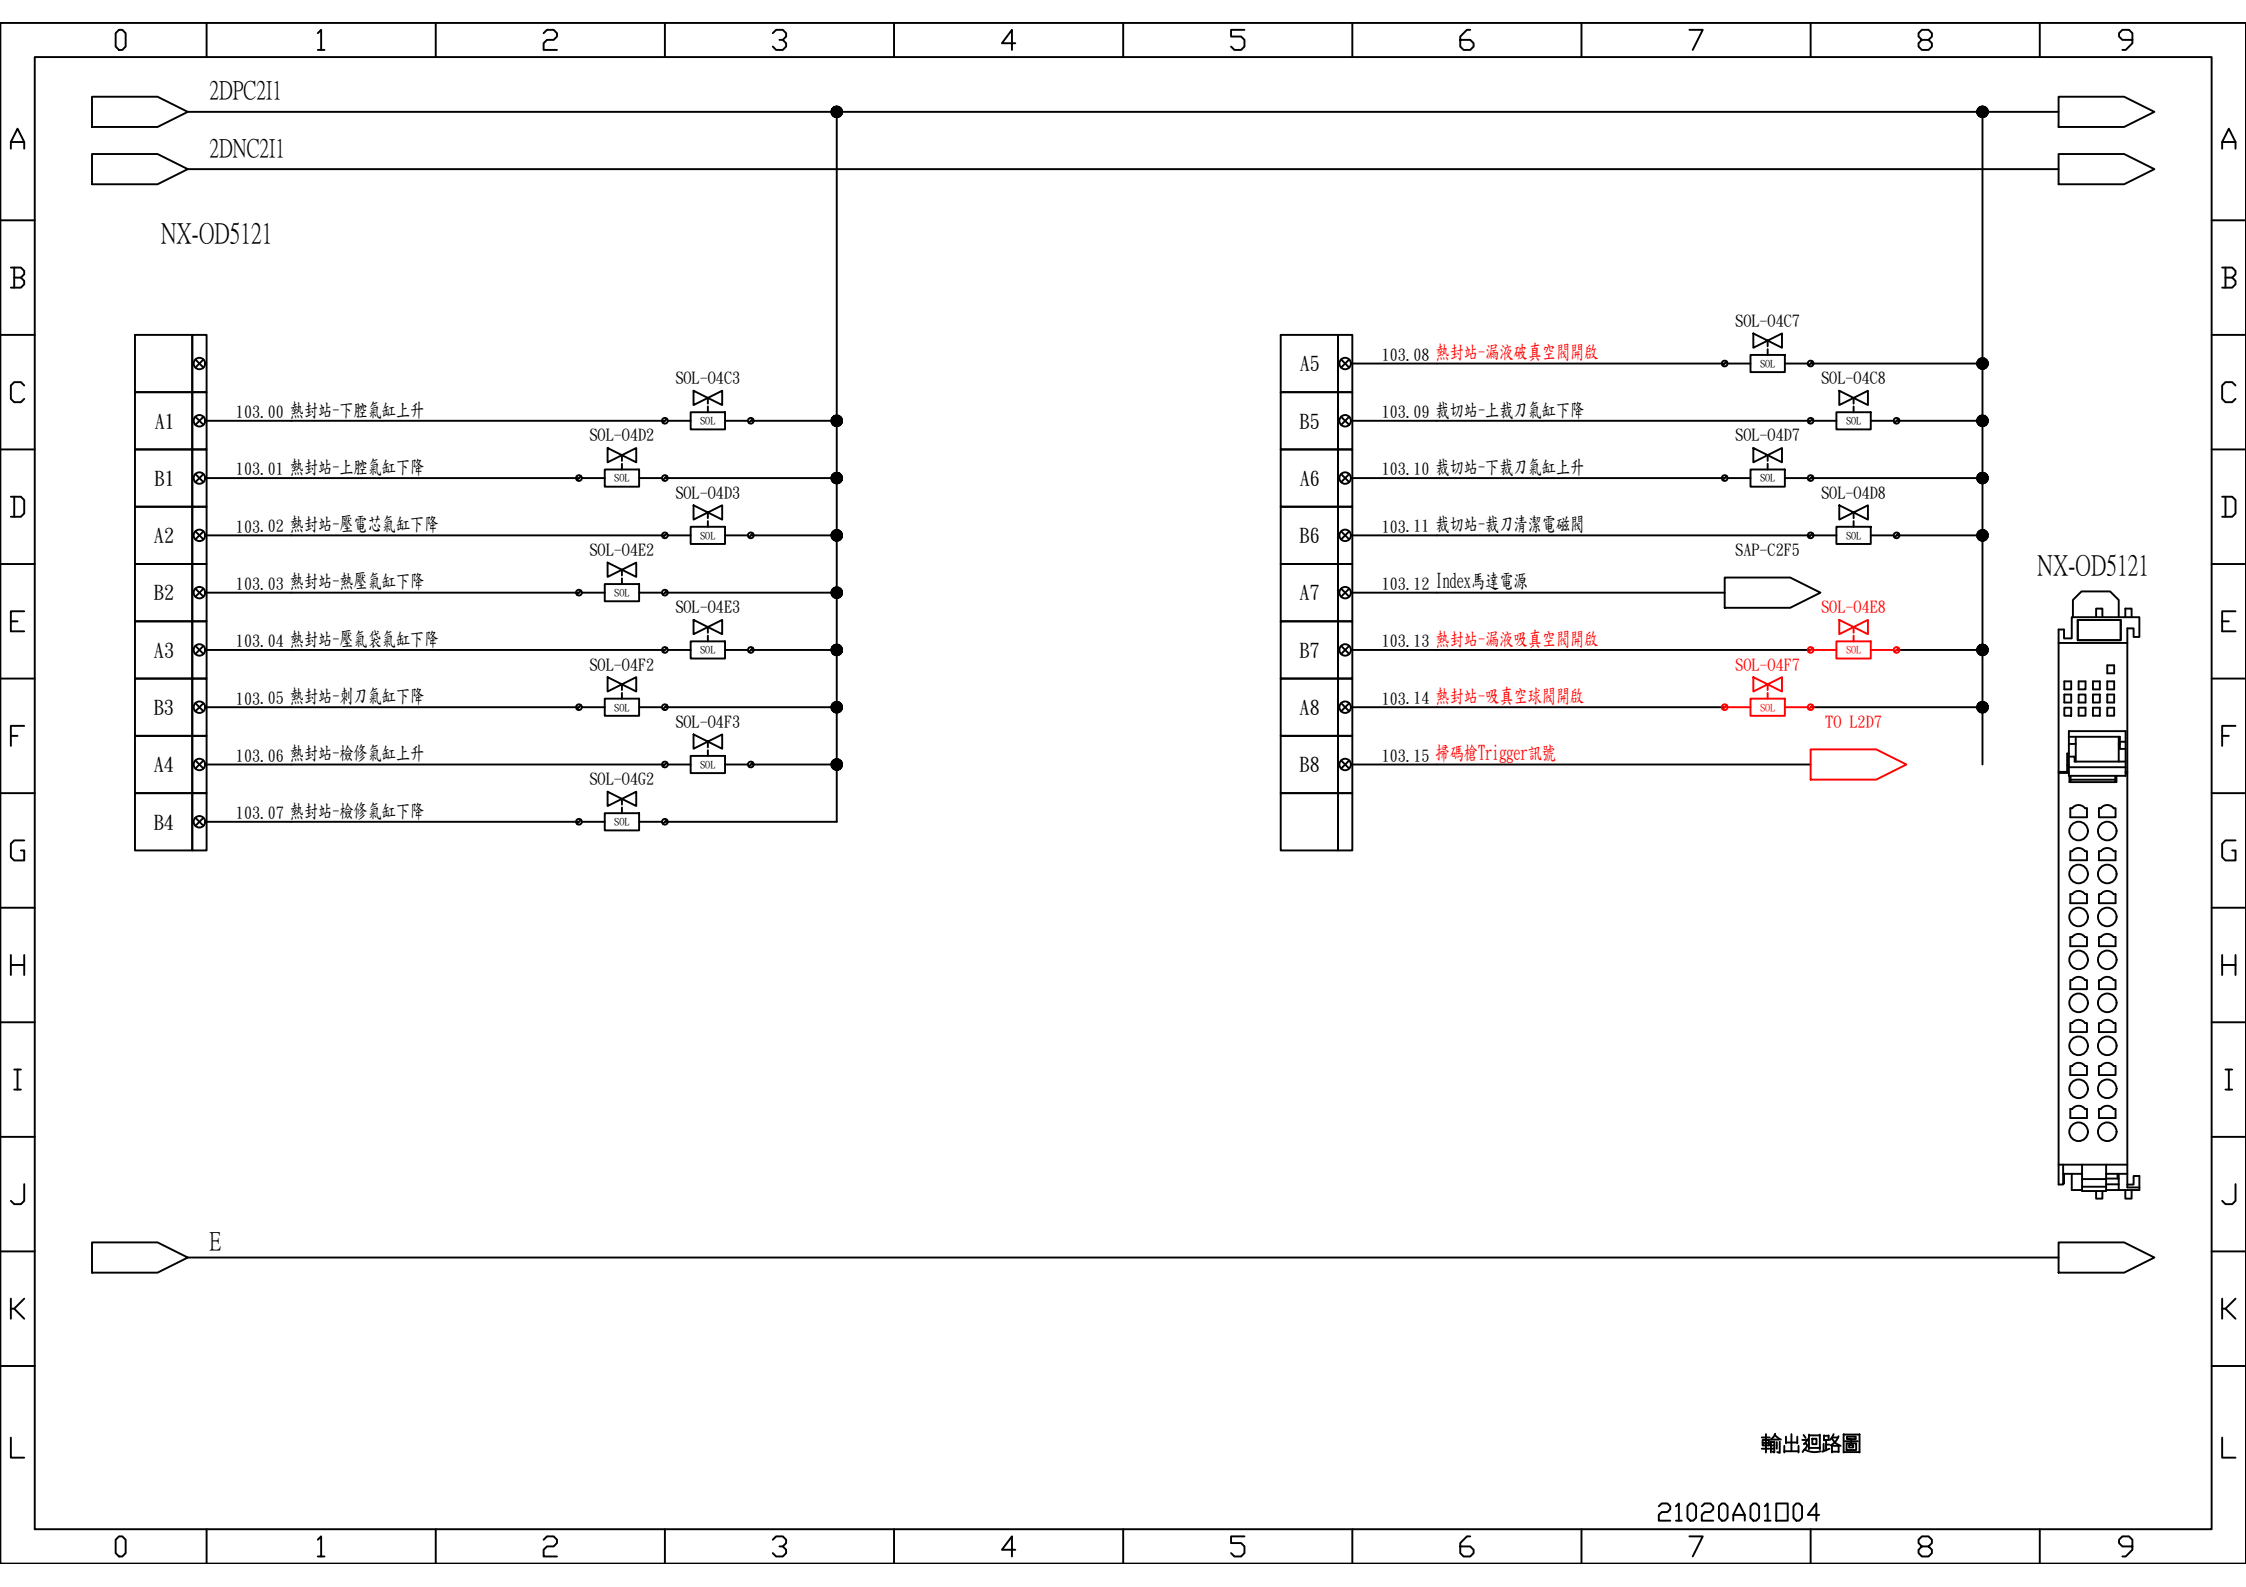 0 1 2 3 4 5 6 7 8 9
2DPC2I1
A A
2DNC2I1
NX-OD5121
B B
C C
SOL-04C3
A1 103.00 熱封站-下腔氣缸上升 SOL
SOL-04D2
B1 103.01 熱封站-上腔氣缸下降 SOL
SOL-04D3
A2 103.02 熱封站-壓電芯氣缸下降 SOL
SOL-04E2
B2 103.03 熱封站-熱壓氣缸下降 SOL
SOL-04E3
A3 103.04 熱封站-壓氣袋氣缸下降 SOL
SOL-04F2
B3 103.05 熱封站-刺刀氣缸下降 SOL
SOL-04F3
A4 103.06 熱封站-檢修氣缸上升 SOL
SOL-04G2
B4 103.07 熱封站-檢修氣缸下降 SOL
SOL-04C7
A5 103.08 熱封站-漏液破真空閥開啟 SOL
SOL-04C8
B5 103.09 裁切站-上裁刀氣缸下降 SOL
SOL-04D7
A6 103.10 裁切站-下裁刀氣缸上升 SOL
SOL-04D8
B6 103.11 裁切站-裁刀清潔電磁閥 SOL
SAP-C2F5
A7 103.12 Index馬達電源
SOL-04E8
B7 103.13 熱封站-漏液吸真空閥開啟 SOL
SOL-04F7
A8 103.14 熱封站-吸真空球閥開啟 SOL
TO L2D7
B8 103.15 掃碼槍Trigger訊號
NX-OD5121
D D
E E
F F
G G
H H
I I
J J
E
K K
L L
輸出迴路圖
21020A01□04
0 1 2 3 4 5 6 7 8 9